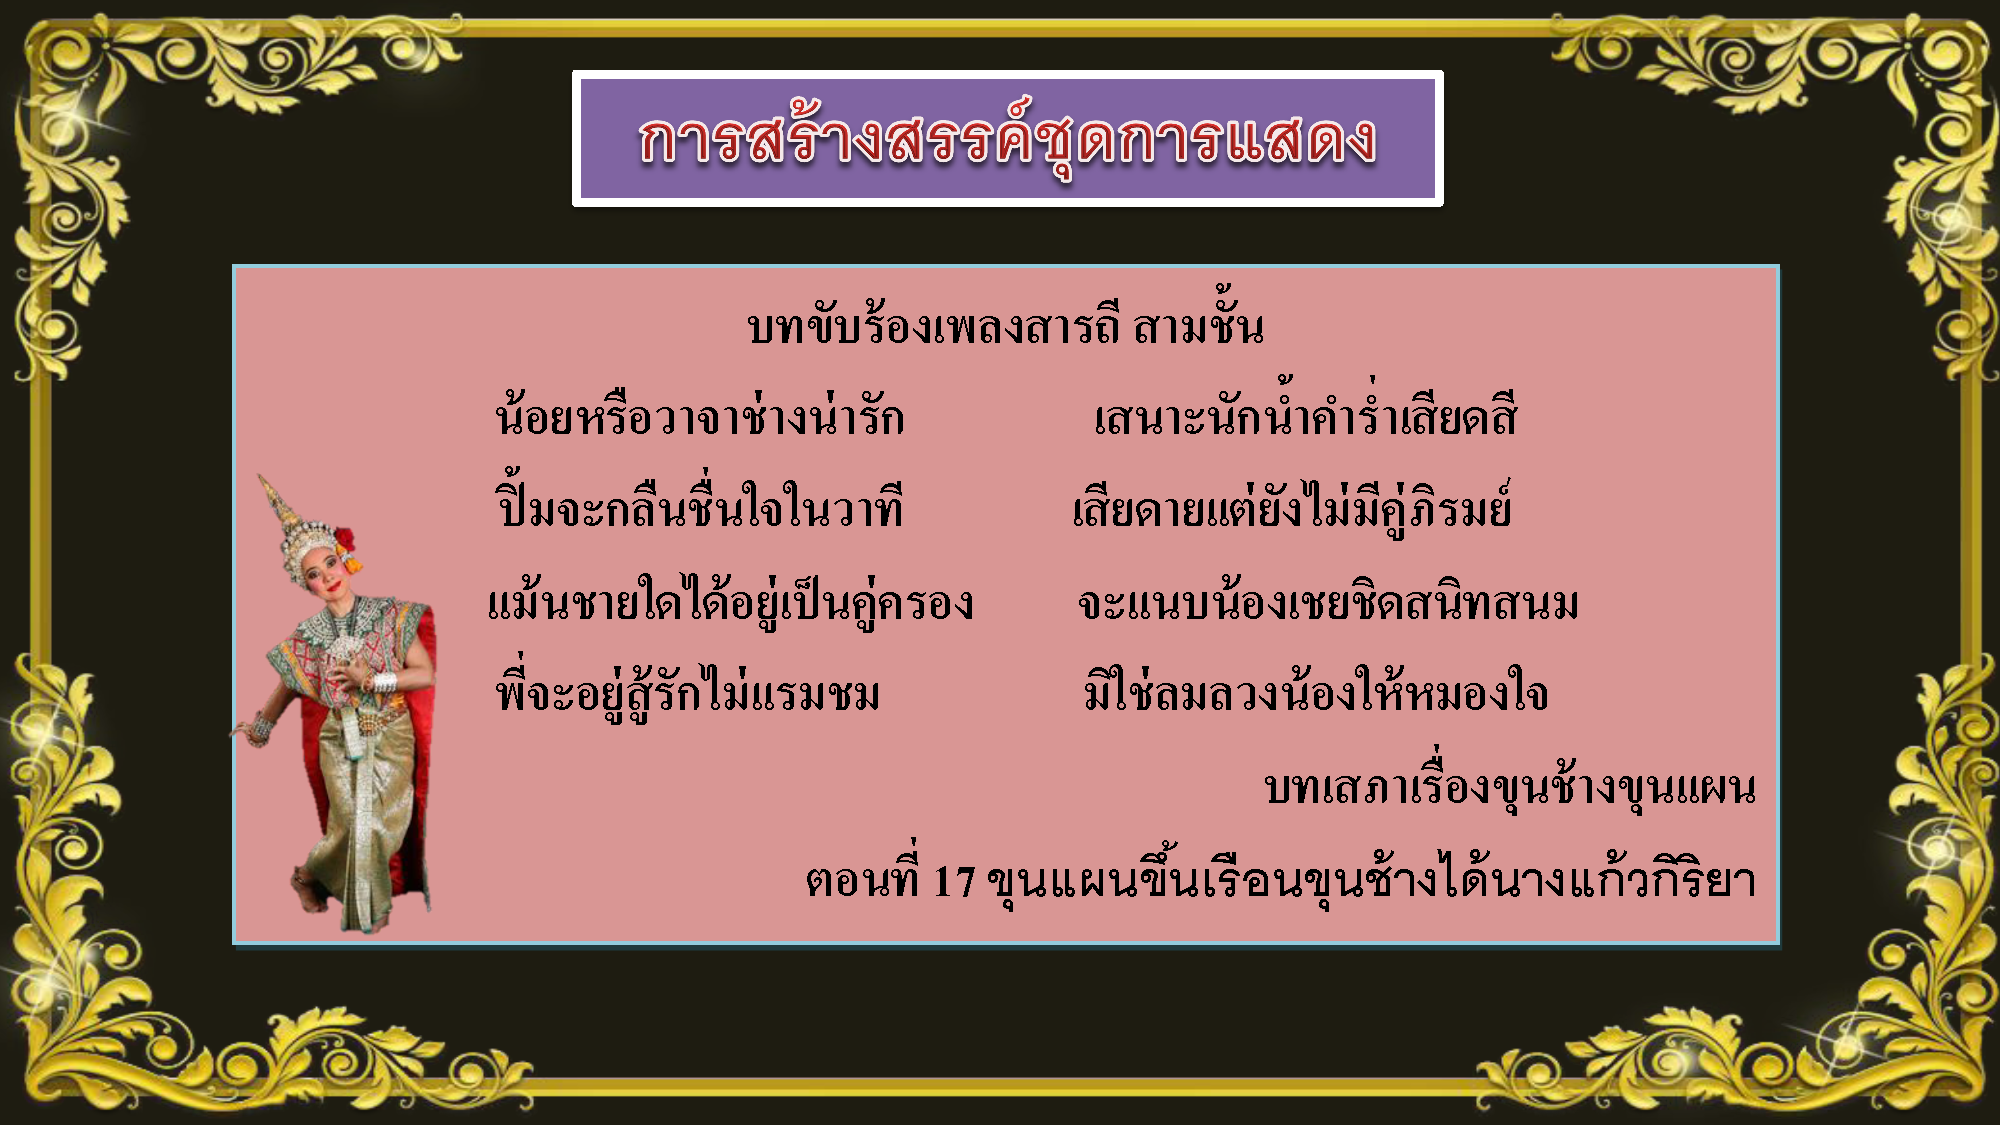 การสร้างสรรค์ชุดการแสดง
บทขับร้องเพลงสารถี สามชั้น
น้อยหรือวาจาช่างน่ารัก เสนาะนักน้ำคำร่ำเสียดสี
ปิ้มจะกลืนชื่นใจในวาที เสียดายแต่ยังไม่มีคู่ภิรมย์
แม้นชายใดได้อยู่เป็นคู่ครอง จะแนบน้องเชยชิดสนิทสนม
พี่จะอยู่สู้รักไม่แรมชม มิใช่ลมลวงน้องให้หมองใจ
บทเสภาเรื่องขุนช้างขุนแผน
ตอนที่ 17 ขุนแผนขึ้นเรือนขุนช้างได้นางแก้วกิริยา